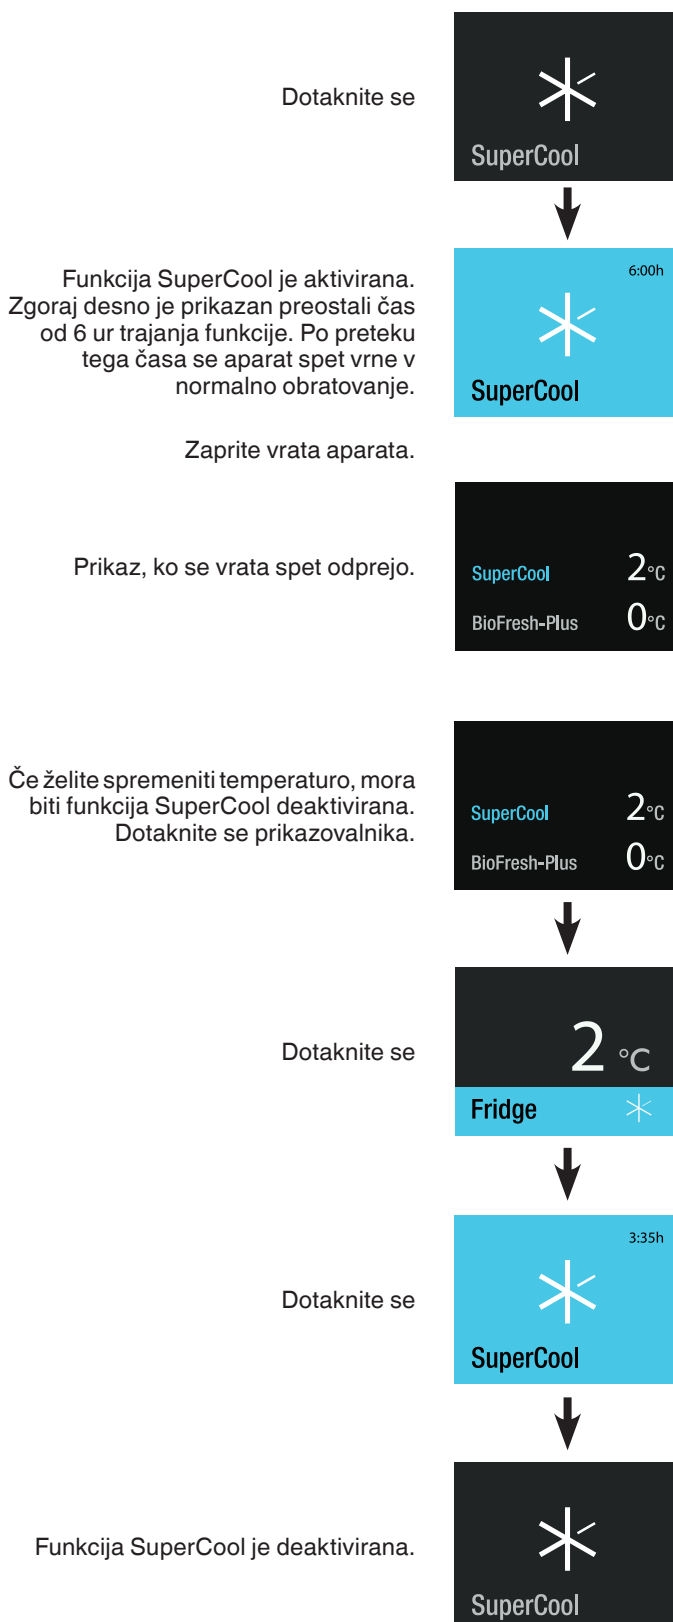 Dotaknite se
SuperCool
Funkcija SuperCool je aktivirana.
Zgoraj desno je prikazan preostali čas
od 6 ur trajanja funkcije. Po preteku
tega časa se aparat spet vrne v
normalno obratovanje.
6:00h
SuperCool
Zaprite vrata aparata.
Prikaz, ko se vrata spet odprejo.
SuperCool 2°C
BioFresh-Plus 0°C
Če želite spremeniti temperaturo, mora
biti funkcija SuperCool deaktivirana.
Dotaknite se prikazovalnika.
SuperCool 2°C
BioFresh-Plus 0°C
Dotaknite se
2 °C
Fridge
Dotaknite se
3:35h
SuperCool
Funkcija SuperCool je deaktivirana.
SuperCool